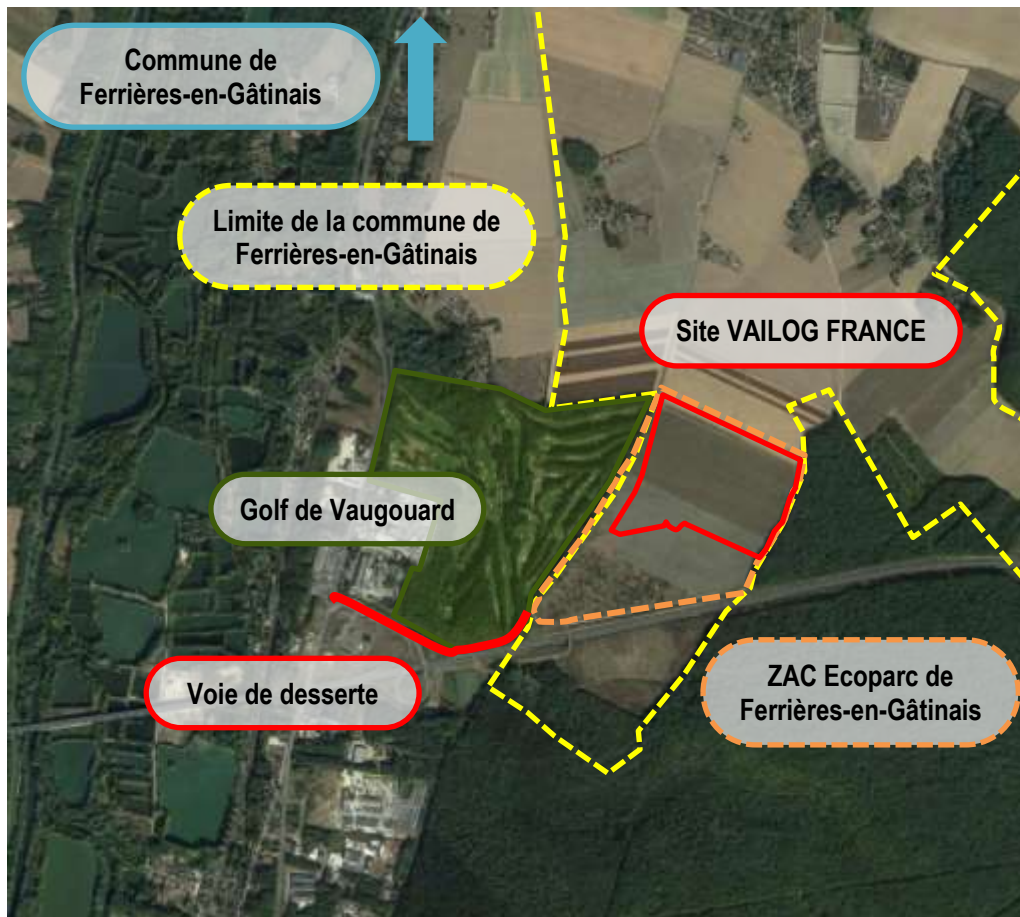 Commune de
Ferrières-en-Gâtinais
Limite de la commune de
Ferrières-en-Gâtinais
Site VAILOG FRANCE
Golf de Vaugouard
Voie de desserte
ZAC Ecoparc de
Ferrières-en-Gâtinais